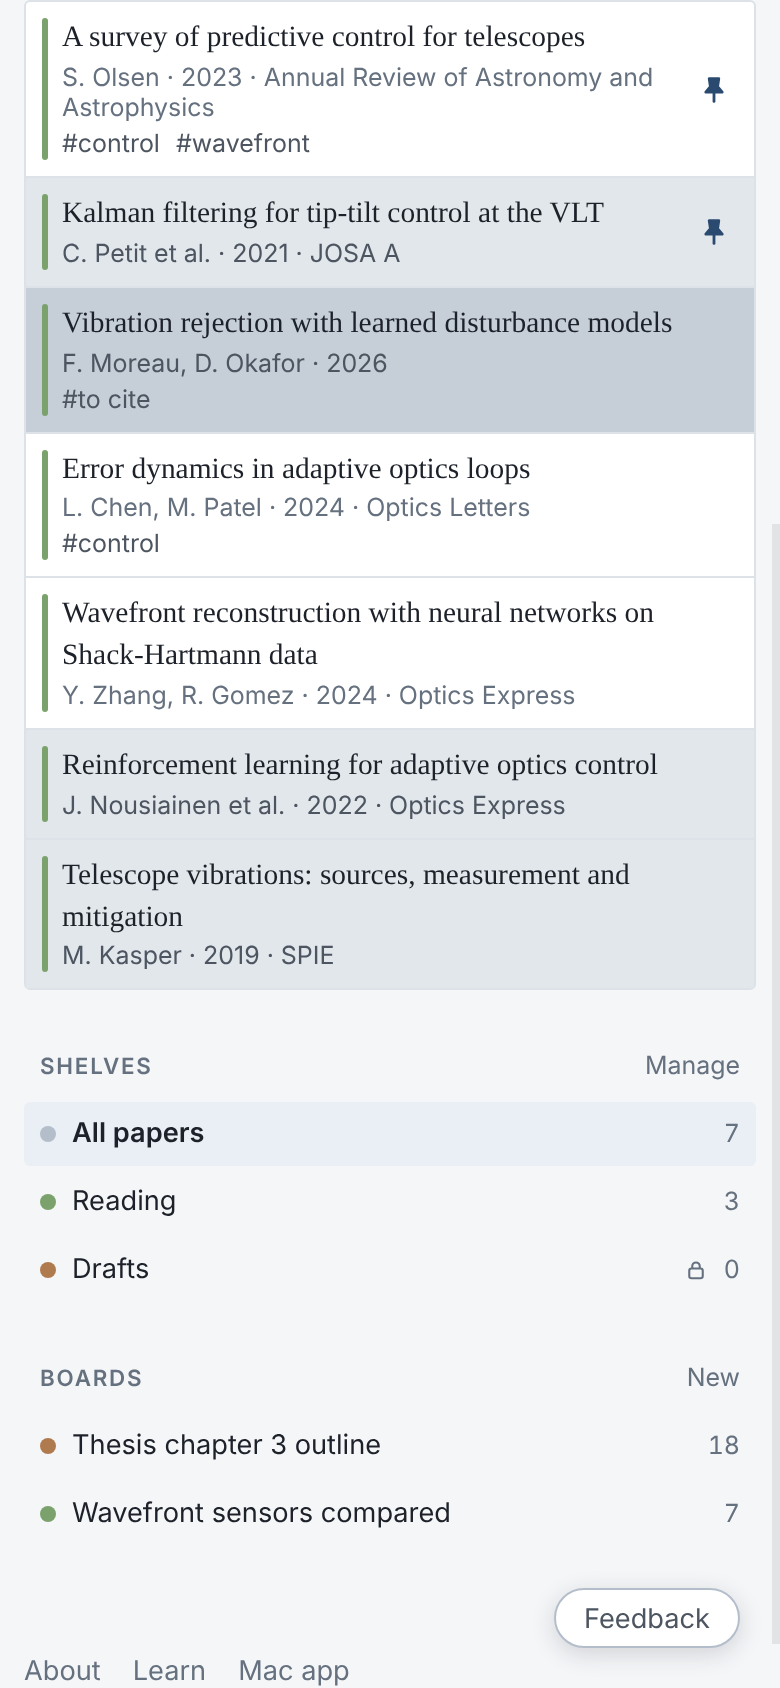 A survey of predictive control for telescopes
S. Olsen · 2023 · Annual Review of Astronomy and
Astrophysics
#control #wavefront
Kalman filtering for tip-tilt control at the VLT
C. Petit et al. · 2021 · JOSA A
Vibration rejection with learned disturbance models
F. Moreau, D. Okafor · 2026
#to cite
Error dynamics in adaptive optics loops
L. Chen, M. Patel · 2024 · Optics Letters
#control
Wavefront reconstruction with neural networks on
Shack-Hartmann data
Y. Zhang, R. Gomez · 2024 · Optics Express
Reinforcement learning for adaptive optics control
J. Nousiainen et al. · 2022 · Optics Express
Telescope vibrations: sources, measurement and
mitigation
M. Kasper · 2019 · SPIE
SHELVES Manage
All papers 7
Reading 3
Drafts 0
BOARDS New
Thesis chapter 3 outline 18
Wavefront sensors compared 7
Feedback
About Learn Mac app